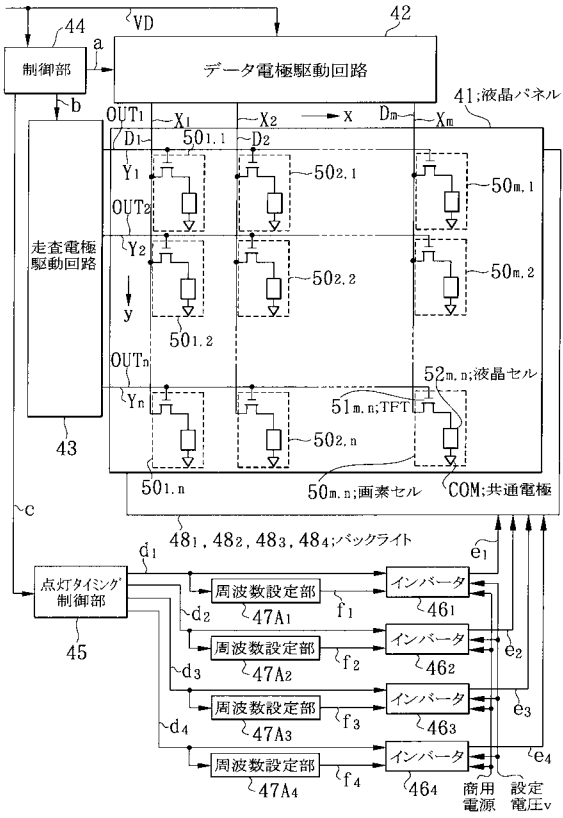 VD
44
42
制御部
a
データ電極駆動回路
b
OUT1
X1
X2
x
Dm
Xm
41;液晶パネル
D1
501,1
D2
Y1
502,1
50m,1
OUT2
走査電極
駆動回路
Y2
502,2
50m,2
y
501,2
OUTn
52m,n;液晶セル
Yn
51m,n;TFT
43
502,n
501,n
50m,n;画素セル
COM;共通電極
c
481, 482, 483, 484;バックライト
e1
d1
点灯タイミング
制御部
45
周波数設定部
47A1
f1
インバータ
461
d2
e2
周波数設定部
47A2
f2
インバータ
462
d3
e3
周波数設定部
47A3
f3
インバータ
463
d4
e4
周波数設定部
47A4
f4
インバータ
464
商用
電源
設定
電圧v